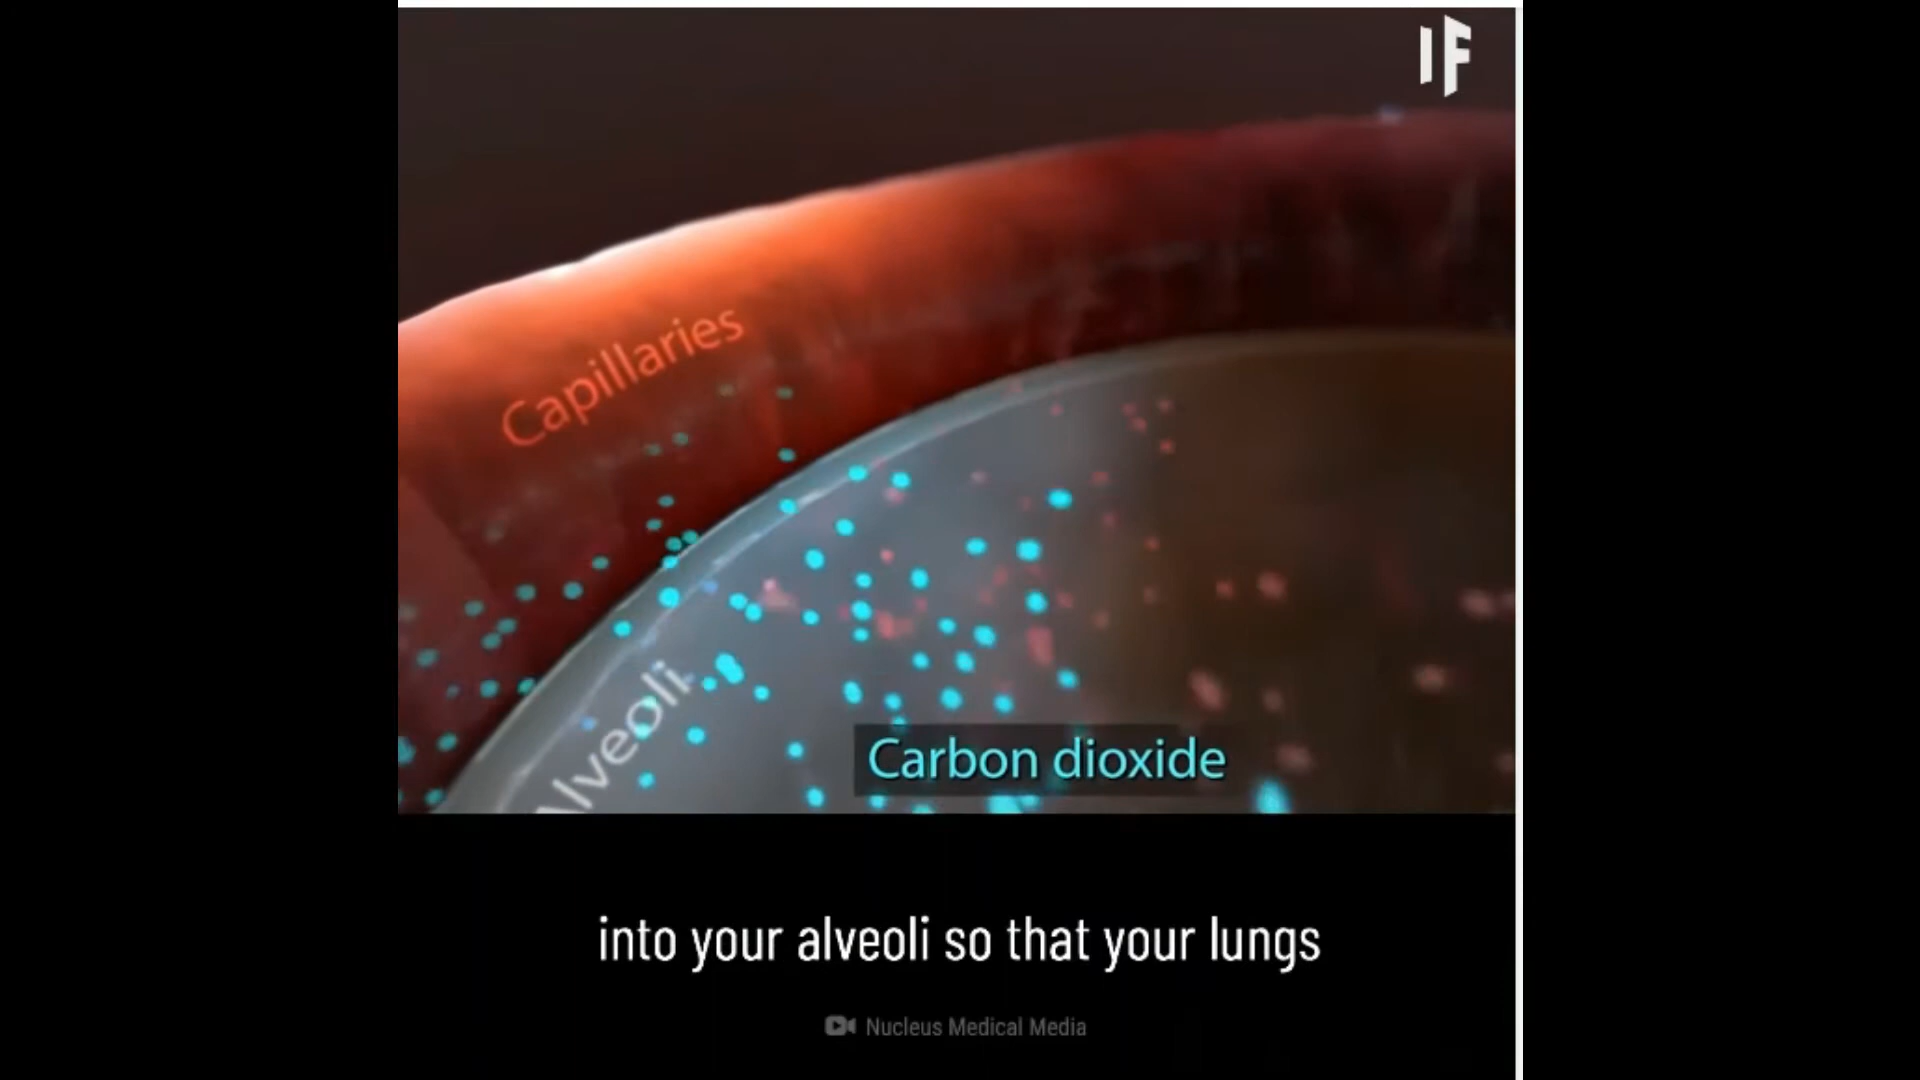 IF
Capillaries
Alveoli
Carbon dioxide
into your alveoli so that your lungs
Nucleus Medical Media